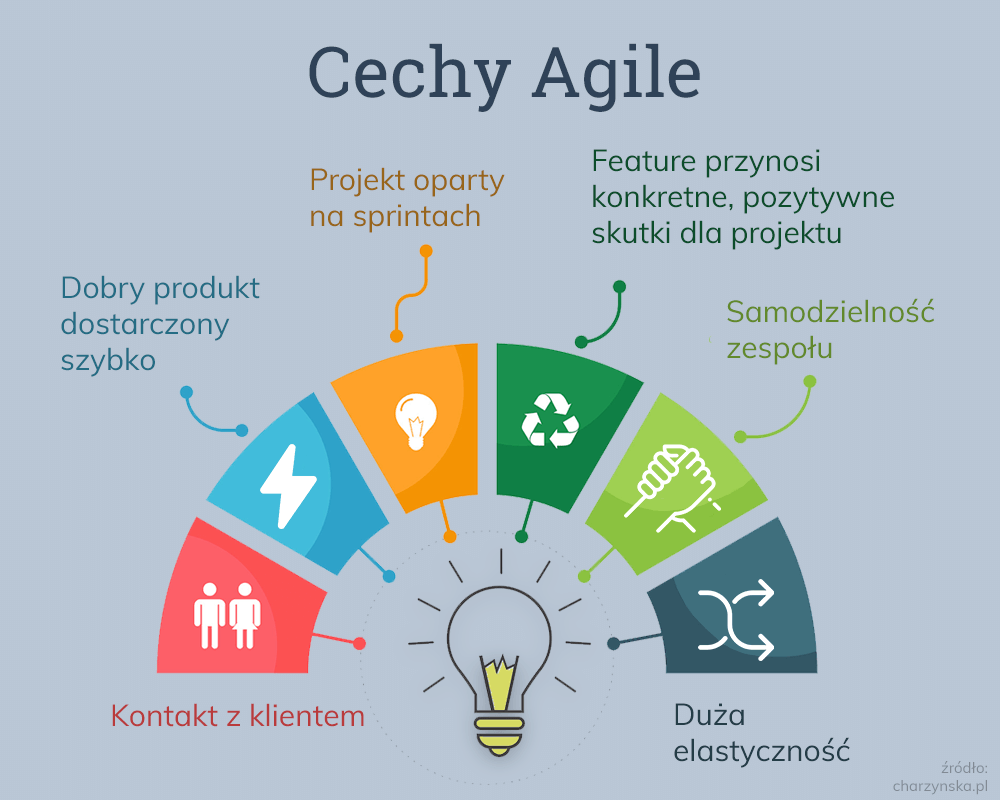 Cechy Agile
Projekt oparty
na sprintach
Feature przynosi
konkretne, pozytywne
skutki dla projektu
Dobry produkt
dostarczony
szybko
Samodzielność
zespołu
Kontakt z klientem
Duża
elastyczność
źródło:
charzynska.pl